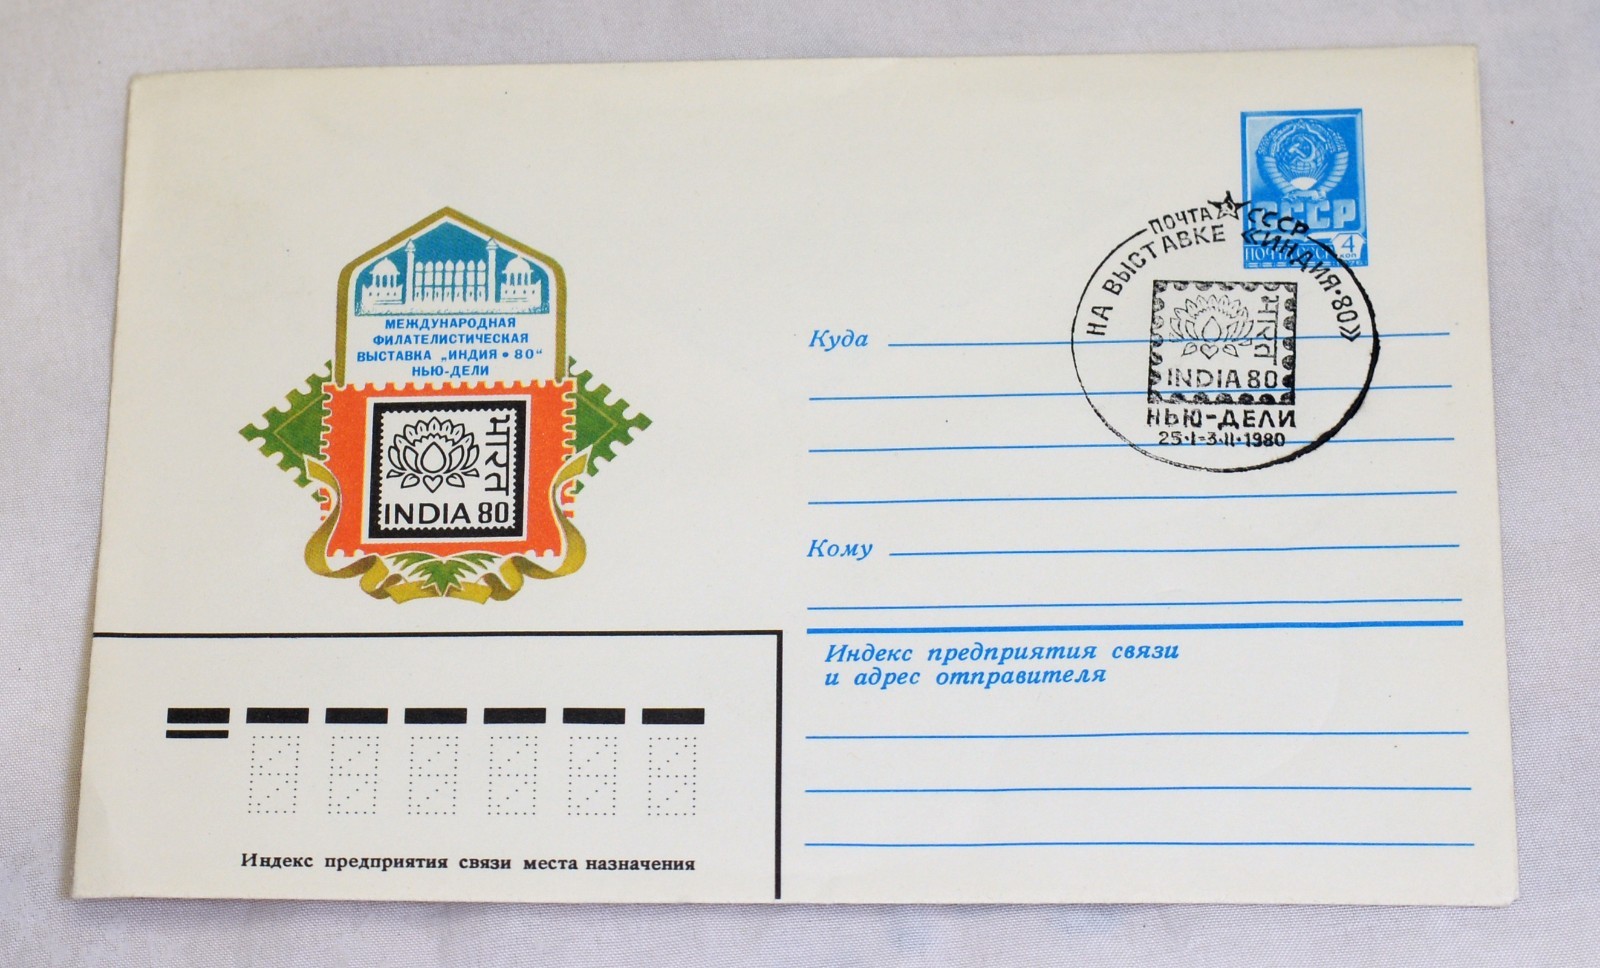 МЕЖДУНАРОДНАЯ
ФИЛАТЕЛИСТИЧЕСКАЯ
ВЫСТАВКА „ИНДИЯ • 80“
НЬЮ-ДЕЛИ
भारत
INDIA 80
СССР
ПОЧТА СССР
4
КОП
ПОЧТА СССР
НА ВЫСТАВКЕ «ИНДИЯ•80»
भारत
INDIA 80
НЬЮ-ДЕЛИ
25•I-3•II•1980
Куда
Кому
Индекс предприятия связи
и адрес отправителя
Индекс предприятия связи места назначения